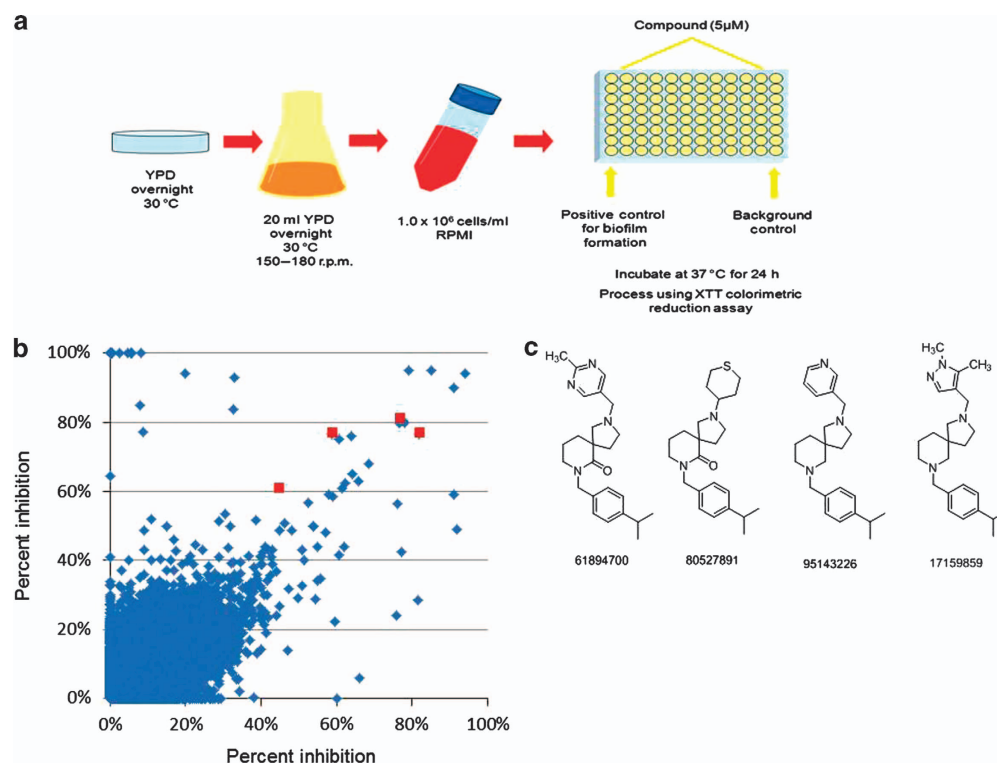 a
Compound (5µM)
YPD
overnight
30 °C
20 ml YPD
overnight
30 °C
150–180 r.p.m.
1.0 x 10⁶ cells/ml
RPMI
Positive control
for biofilm
formation
Background
control
Incubate at 37 °C for 24 h
Process using XTT colorimetric
reduction assay
b
100%
80%
60%
40%
20%
0%
Percent inhibition
0% 20% 40% 60% 80% 100%
Percent inhibition
c
H₃C N
N
N
N O
61894700
S
N
N O
80527891
N
N
N
95143226
H₃C
N CH₃
N
N
N
17159859